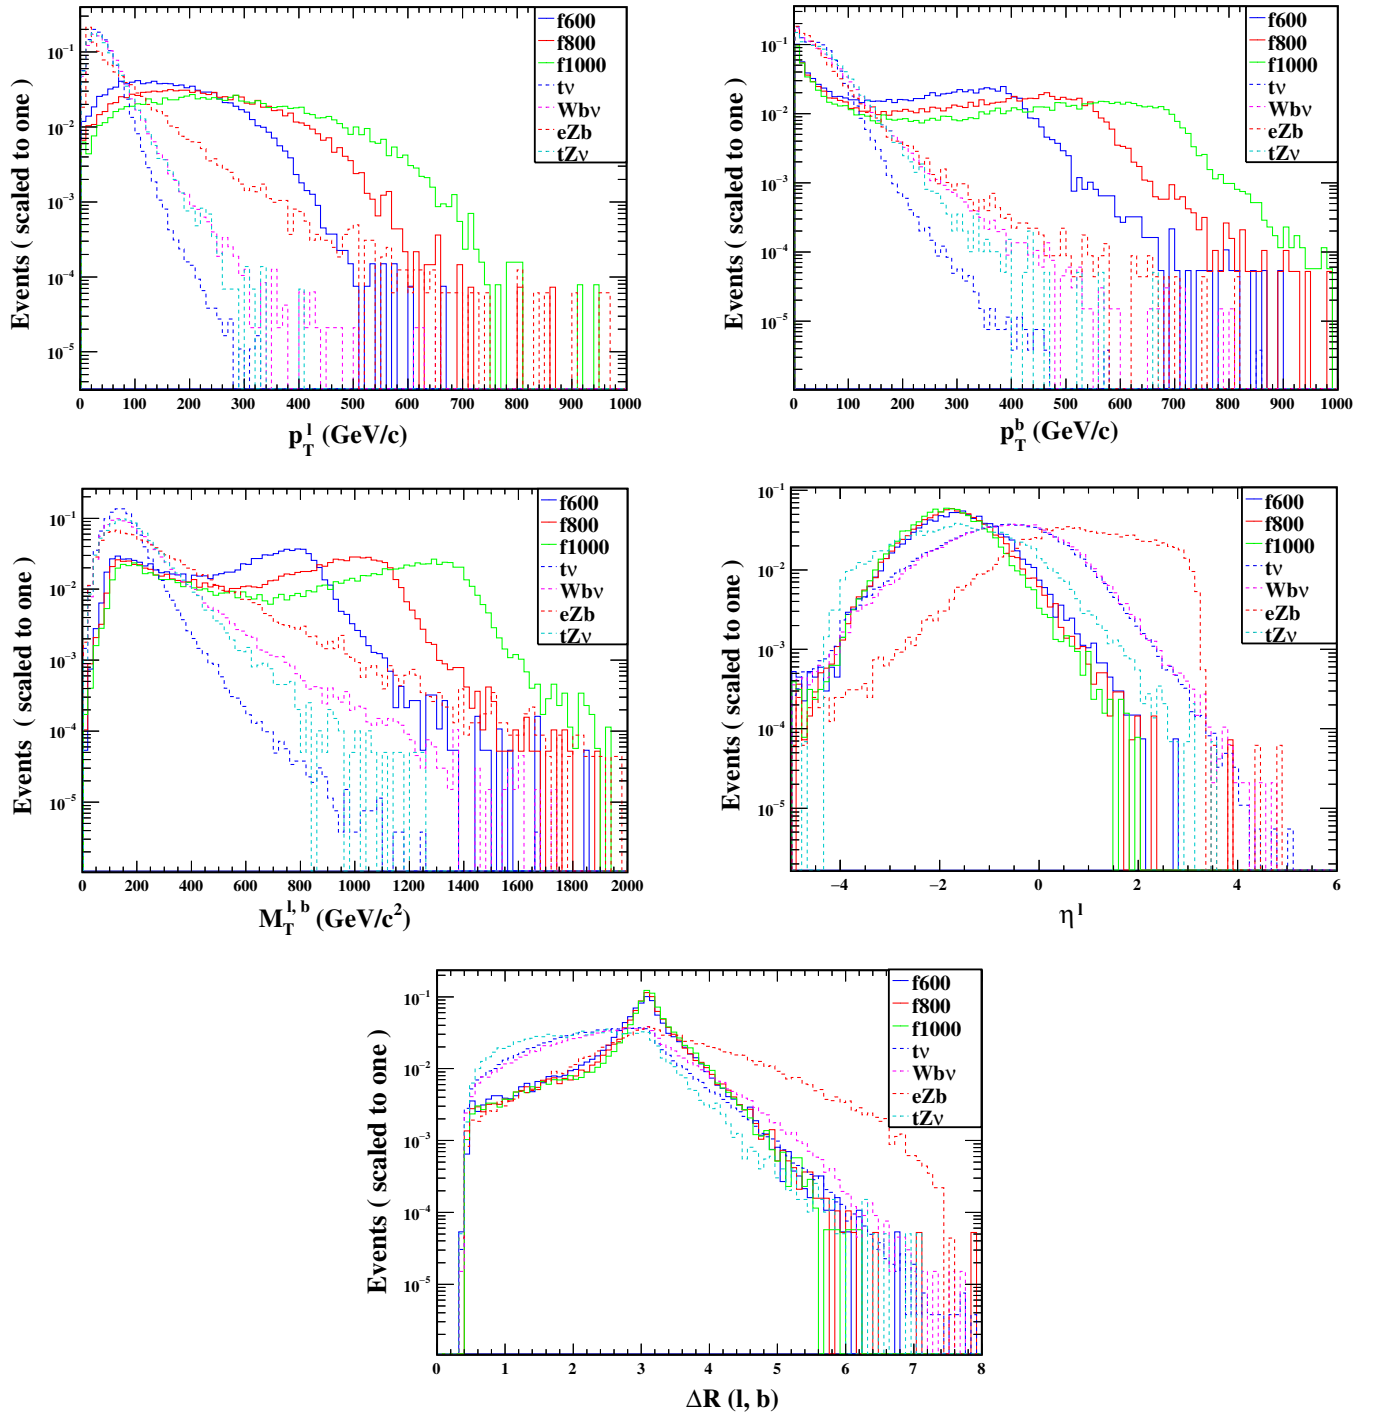 Events ( scaled to one )
10⁻¹
10⁻²
10⁻³
10⁻⁴
10⁻⁵
f600
f800
f1000
tν
Wbν
eZb
tZν
0 100 200 300 400 500 600 700 800 900 1000
p_T^l (GeV/c)
Events ( scaled to one )
10⁻¹
10⁻²
10⁻³
10⁻⁴
10⁻⁵
f600
f800
f1000
tν
Wbν
eZb
tZν
0 100 200 300 400 500 600 700 800 900 1000
p_T^b (GeV/c)
Events ( scaled to one )
10⁻¹
10⁻²
10⁻³
10⁻⁴
10⁻⁵
f600
f800
f1000
tν
Wbν
eZb
tZν
0 200 400 600 800 1000 1200 1400 1600 1800 2000
M_T^{l, b} (GeV/c²)
Events ( scaled to one )
10⁻¹
10⁻²
10⁻³
10⁻⁴
10⁻⁵
f600
f800
f1000
tν
Wbν
eZb
tZν
−4 −2 0 2 4 6
η^l
Events ( scaled to one )
10⁻¹
10⁻²
10⁻³
10⁻⁴
10⁻⁵
f600
f800
f1000
tν
Wbν
eZb
tZν
0 1 2 3 4 5 6 7 8
ΔR (l, b)